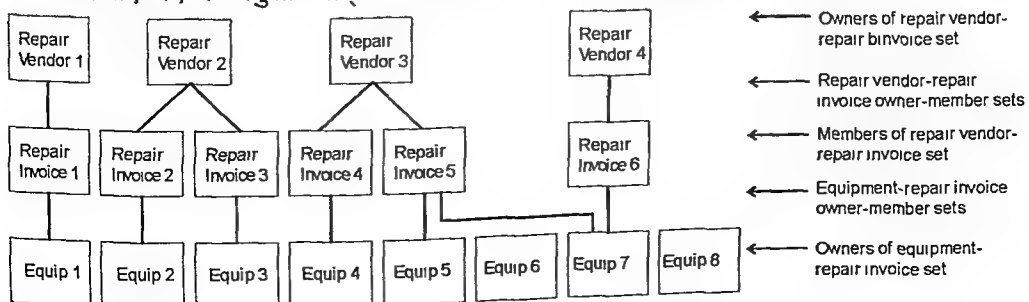 Repair
Vendor 1
Repair
Vendor 2
Repair
Vendor 3
Repair
Vendor 4
Owners of repair vendor-
repair binvoice set
Repair vendor-repair
invoice owner-member sets
Repair
Invoice 1
Repair
Invoice 2
Repair
Invoice 3
Repair
Invoice 4
Repair
Invoice 5
Repair
Invoice 6
Members of repair vendor-
repair invoice set
Equipment-repair invoice
owner-member sets
Equip 1
Equip 2
Equip 3
Equip 4
Equip 5
Equip 6
Equip 7
Equip 8
Owners of equipment-
repair invoice set